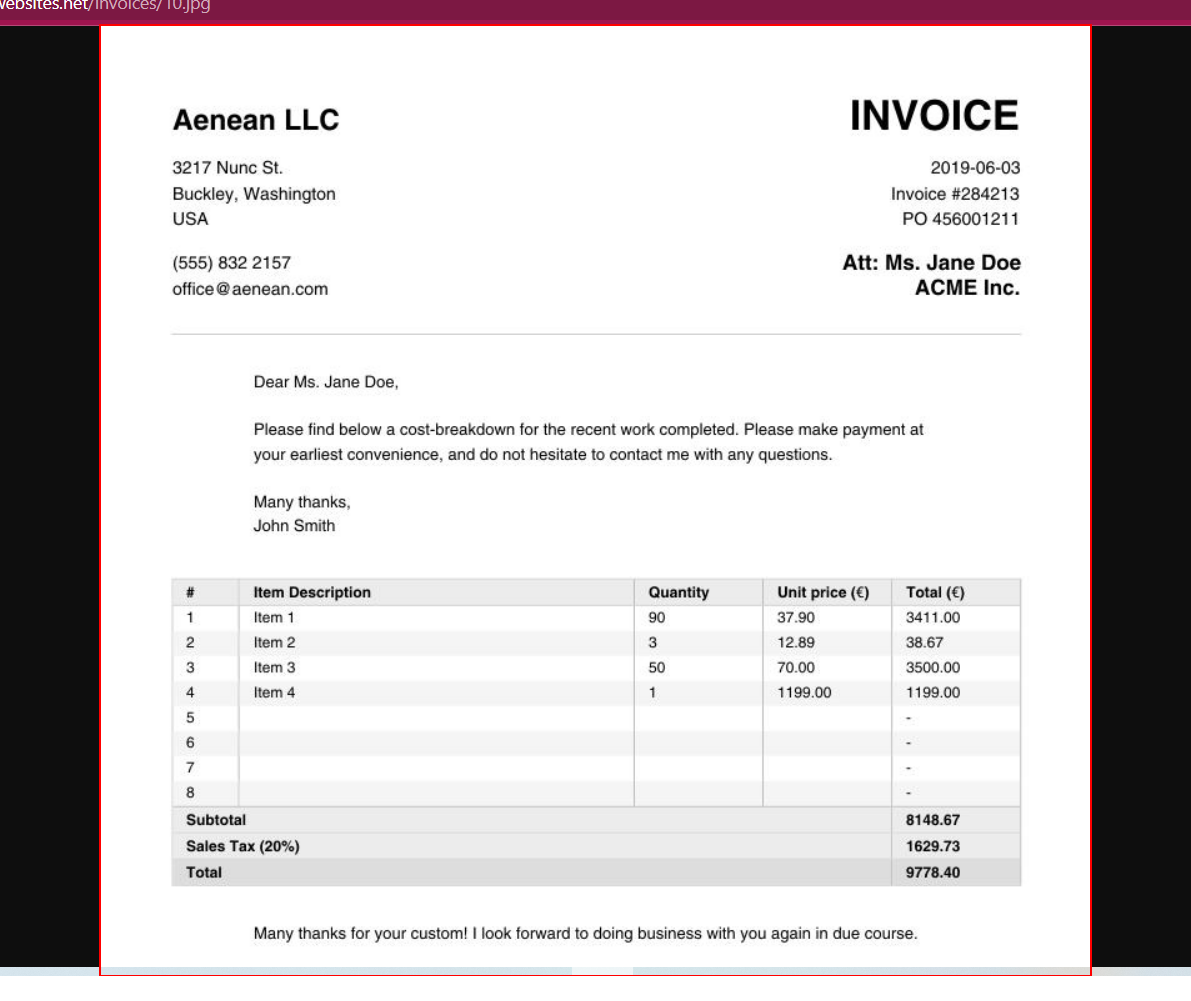 websites.net/invoices/10.jpg
Aenean LLC
INVOICE
3217 Nunc St.
2019-06-03
Buckley, Washington
Invoice #284213
USA
PO 456001211
(555) 832 2157
Att: Ms. Jane Doe
office@aenean.com
ACME Inc.
Dear Ms. Jane Doe,
Please find below a cost-breakdown for the recent work completed. Please make payment at
your earliest convenience, and do not hesitate to contact me with any questions.
Many thanks,
John Smith
# Item Description Quantity Unit price (€) Total (€)
1 Item 1 90 37.90 3411.00
2 Item 2 3 12.89 38.67
3 Item 3 50 70.00 3500.00
4 Item 4 1 1199.00 1199.00
5 -
6 -
7 -
8 -
Subtotal 8148.67
Sales Tax (20%) 1629.73
Total 9778.40
Many thanks for your custom! I look forward to doing business with you again in due course.